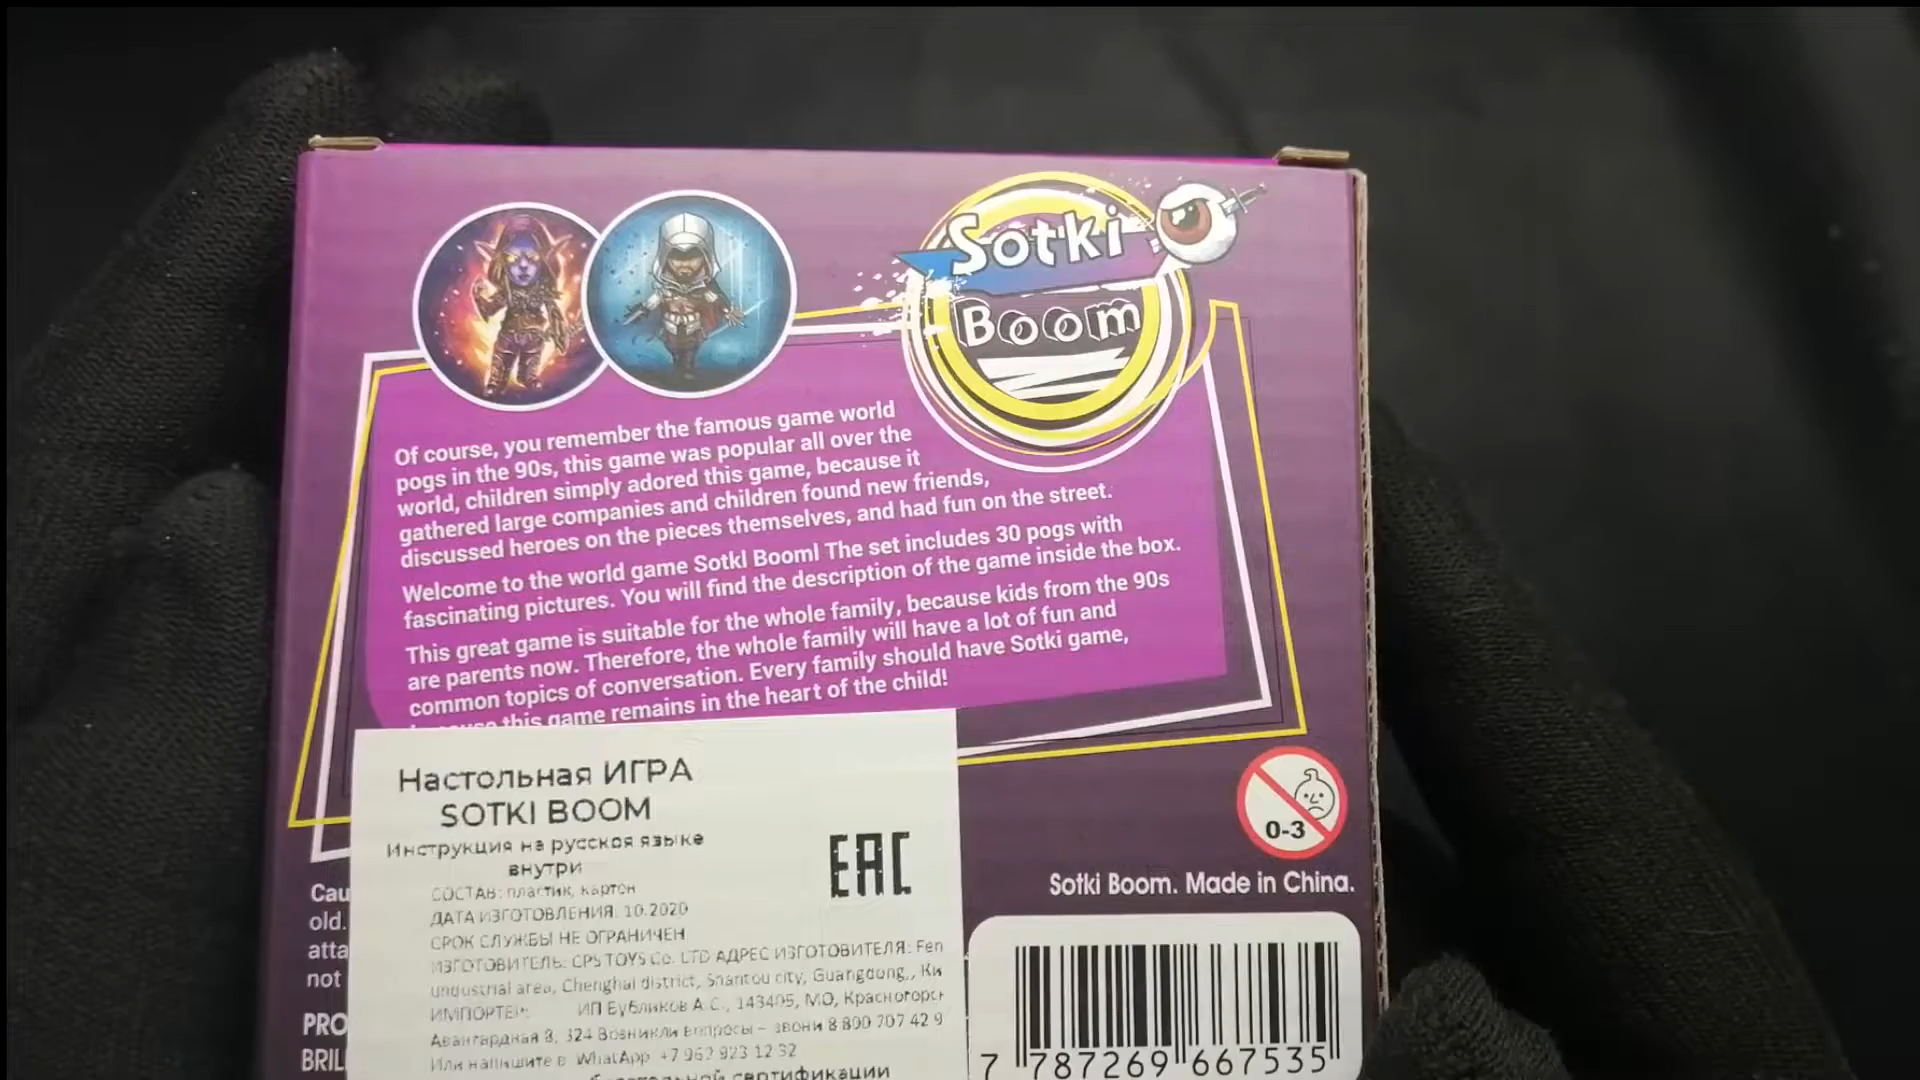 Sotki
Boom
Of course, you remember the famous game world
pogs in the 90s, this game was popular all over the
world, children simply adored this game, because it
gathered large companies and children found new friends,
discussed heroes on the pieces themselves, and had fun on the street.
Welcome to the world game Sotkl Booml The set includes 30 pogs with
fascinating pictures. You will find the description of the game inside the box.
This great game is suitable for the whole family, because kids from the 90s
are parents now. Therefore, the whole family will have a lot of fun and
common topics of conversation. Every family should have Sotki game,
because this game remains in the heart of the child!
Настольная ИГРА
SOTKI BOOM
Инструкция на русскоя языке
внутри
СОСТАВ: пластик, картон
ДАТА ИЗГОТОВЛЕНИЯ: 10.2020
СРОК СЛУЖБЫ НЕ ОГРАНИЧЕН
ИЗГОТОВИТЕЛЬ: CPS TOYS Co. LTD АДРЕС ИЗГОТОВИТЕЛЯ: Fen
undustrial area, Chenghai district, Shantou city, Guangdong,, Ки
ИМПОРТЕР: ИП Бубликов А.С., 143405, МО, Красногорск
Авангардная 8, 324 Возникли вопросы – звони 8 800 707 42 9
Или напишите в WhatApp +7 962 923 12 32
сертификации
EAC
0-3
Sotki Boom. Made in China.
7 787269 667535
Cau
old.
atta
not
PRO
BRIL